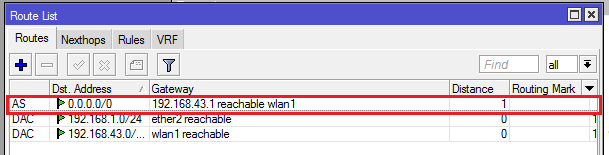 Route List
Routes Nexthops Rules VRF
Find all
Dst. Address Gateway Distance Routing Mark
AS 0.0.0.0/0 192.168.43.1 reachable wlan1 1
DAC 192.168.1.0/24 ether2 reachable 0 1
DAC 192.168.43.0/... wlan1 reachable 0 1